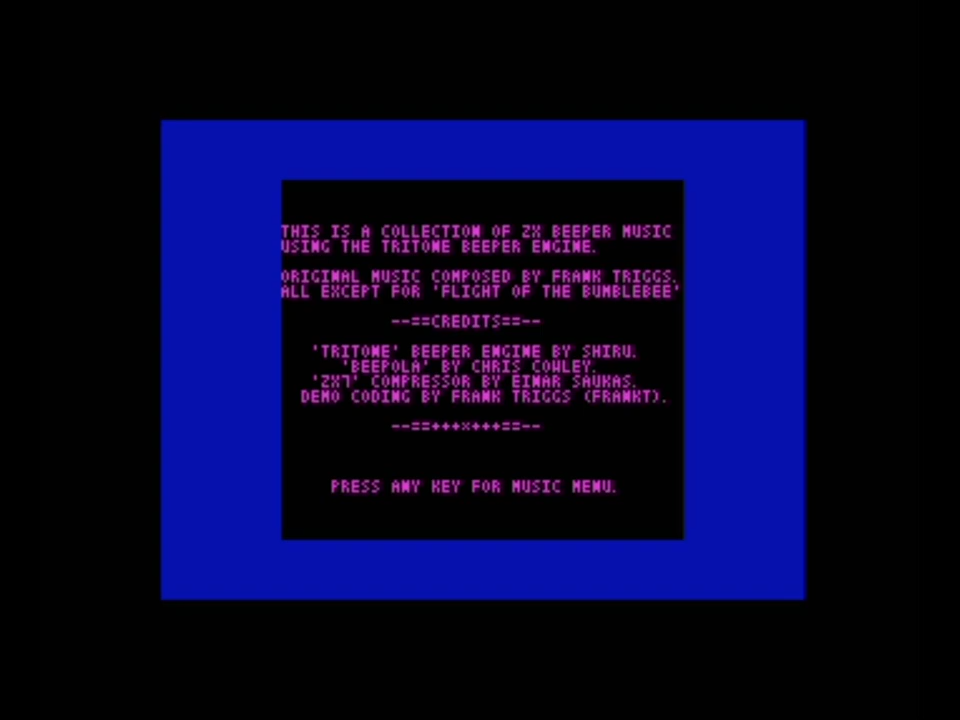 THIS IS A COLLECTION OF ZX BEEPER MUSIC
USING THE TRITONE BEEPER ENGINE.
ORIGINAL MUSIC COMPOSED BY FRANK TRIGGS.
ALL EXCEPT FOR 'FLIGHT OF THE BUMBLEBEE'
--==CREDITS==--
'TRITONE' BEEPER ENGINE BY SHIRU.
'BEEPOLA' BY CHRIS COWLEY.
'ZX7' COMPRESSOR BY EINAR SAUKAS.
DEMO CODING BY FRANK TRIGGS (FRANKT).
--==+++x+++==--
PRESS ANY KEY FOR MUSIC MENU.